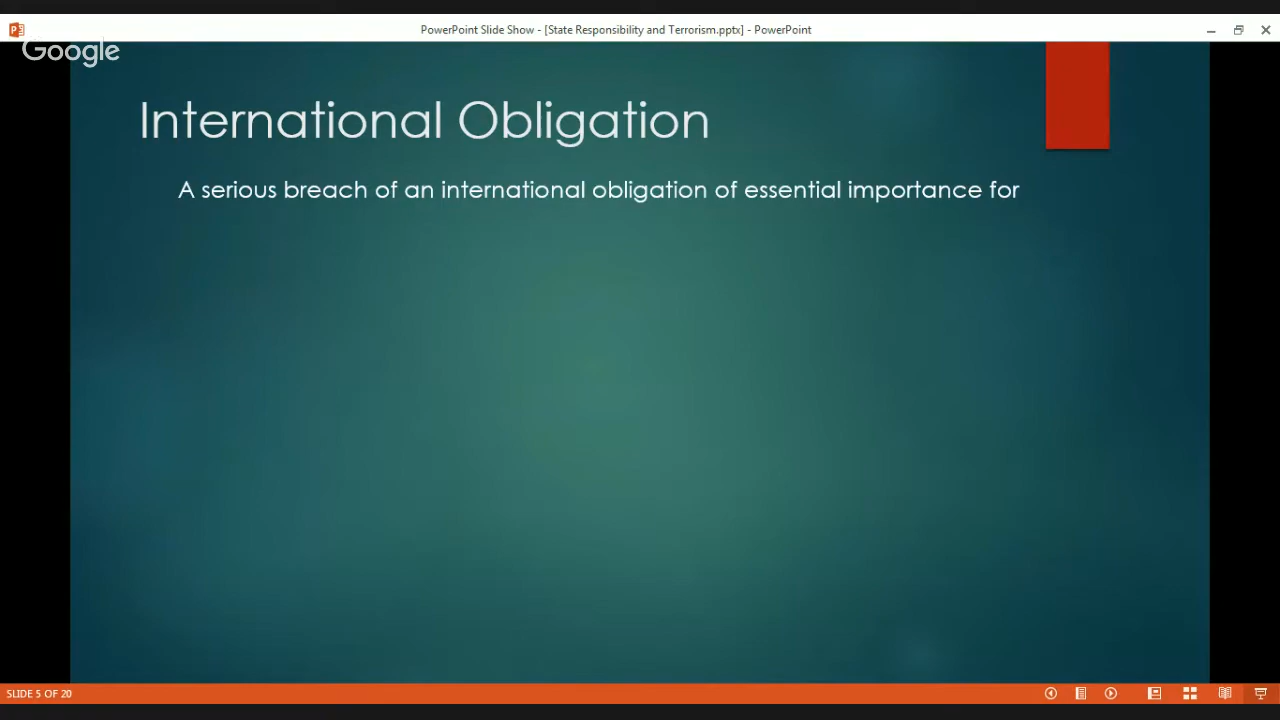 PowerPoint Slide Show - [State Responsibility and Terrorism.pptx] - PowerPoint
Google
International Obligation
A serious breach of an international obligation of essential importance for
SLIDE 5 OF 20